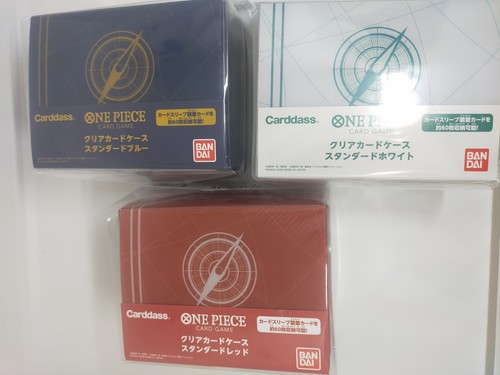 Carddass
ONE PIECE
CARD GAME
カードスリーブ装着カードを
約60枚収納可能!
クリアカードケース
スタンダードブルー
BAN
DAI
Carddass
ONE PIECE
CARD GAME
カードスリーブ装着カードを
約60枚収納可能!
クリアカードケース
スタンダードホワイト
BAN
DAI
Carddass
ONE PIECE
CARD GAME
カードスリーブ装着カードを
約60枚収納可能!
クリアカードケース
スタンダードレッド
BAN
DAI